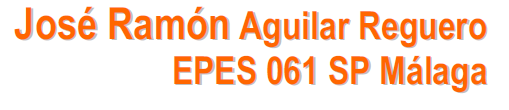 José Ramón Aguilar Reguero
EPES 061 SP Málaga